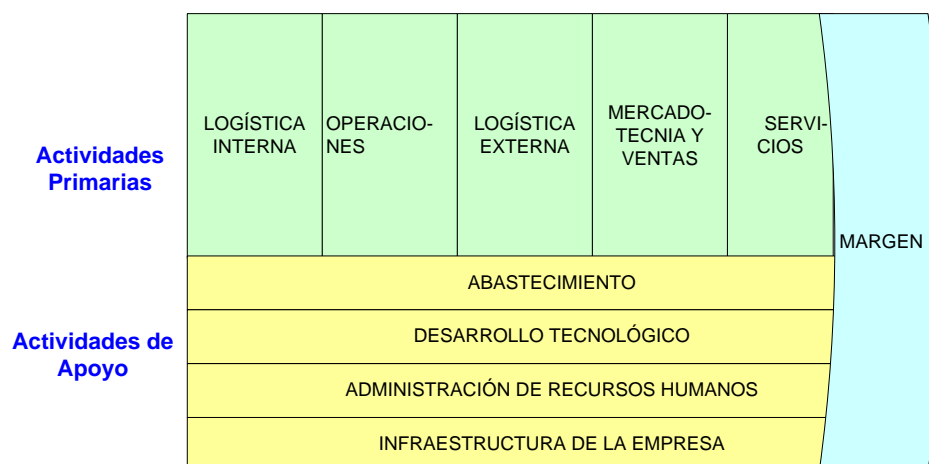 Actividades
Primarias
LOGÍSTICA
INTERNA
OPERACIO-
NES
LOGÍSTICA
EXTERNA
MERCADO-
TECNIA Y
VENTAS
SERVI-
CIOS
MARGEN
Actividades de
Apoyo
ABASTECIMIENTO
DESARROLLO TECNOLÓGICO
ADMINISTRACIÓN DE RECURSOS HUMANOS
INFRAESTRUCTURA DE LA EMPRESA